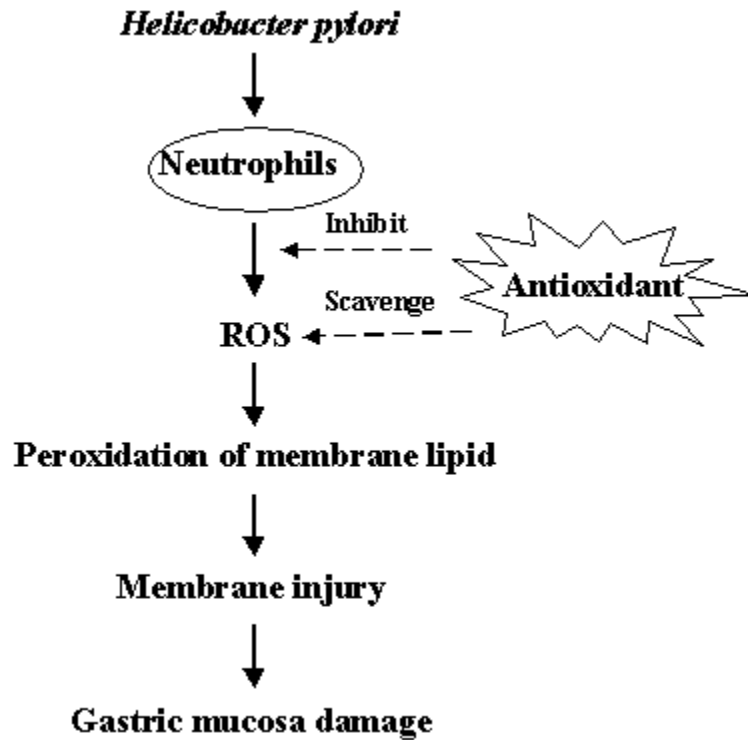 Helicobacter pylori
Neutrophils
Inhibit
Antioxidant
Scavenge
ROS
Peroxidation of membrane lipid
Membrane injury
Gastric mucosa damage